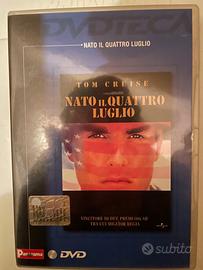 NATO IL QUATTRO LUGLIO
TOM CRUISE
NATO IL QUATTRO
LUGLIO
VINCITORE DI DUE PREMI OSCAR
TRA CUI MIGLIOR REGIA
Panorama
DVD
subito